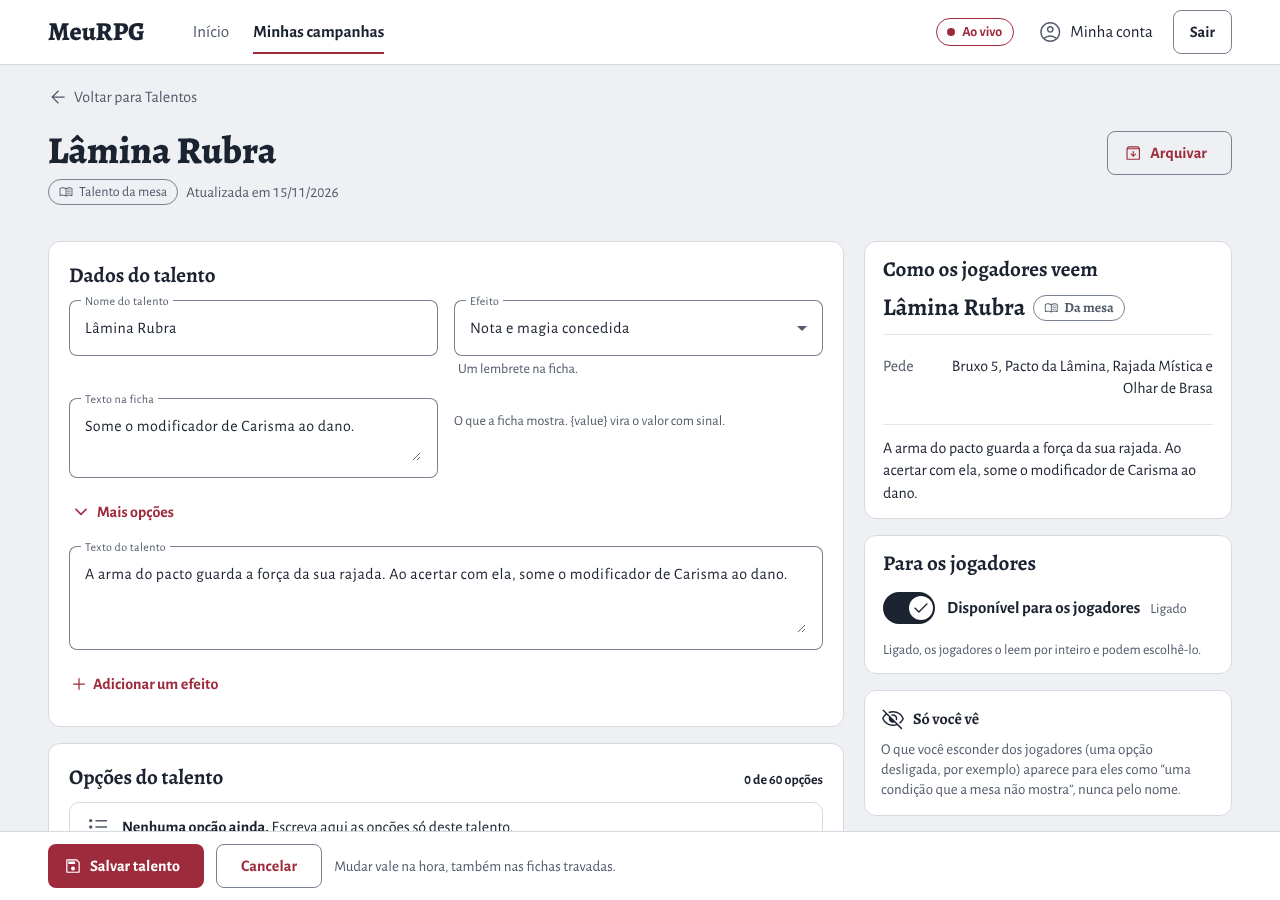 MeuRPG
Início
Minhas campanhas
Ao vivo
Minha conta
Sair
Voltar para Talentos
Lâmina Rubra
Arquivar
Talento da mesa
Atualizada em 15/11/2026
Dados do talento
Nome do talento
Lâmina Rubra
Efeito
Nota e magia concedida
Um lembrete na ficha.
Texto na ficha
Some o modificador de Carisma ao dano.
O que a ficha mostra. {value} vira o valor com sinal.
Mais opções
Texto do talento
A arma do pacto guarda a força da sua rajada. Ao acertar com ela, some o modificador de Carisma ao dano.
Adicionar um efeito
Opções do talento
0 de 60 opções
Nenhuma opção ainda. Escreva aqui as opções só deste talento.
Como os jogadores veem
Lâmina Rubra
Da mesa
Pede
Bruxo 5, Pacto da Lâmina, Rajada Mística e
Olhar de Brasa
A arma do pacto guarda a força da sua rajada. Ao
acertar com ela, some o modificador de Carisma ao
dano.
Para os jogadores
Disponível para os jogadores
Ligado
Ligado, os jogadores o leem por inteiro e podem escolhê-lo.
Só você vê
O que você esconder dos jogadores (uma opção
desligada, por exemplo) aparece para eles como “uma
condição que a mesa não mostra”, nunca pelo nome.
Salvar talento
Cancelar
Mudar vale na hora, também nas fichas travadas.